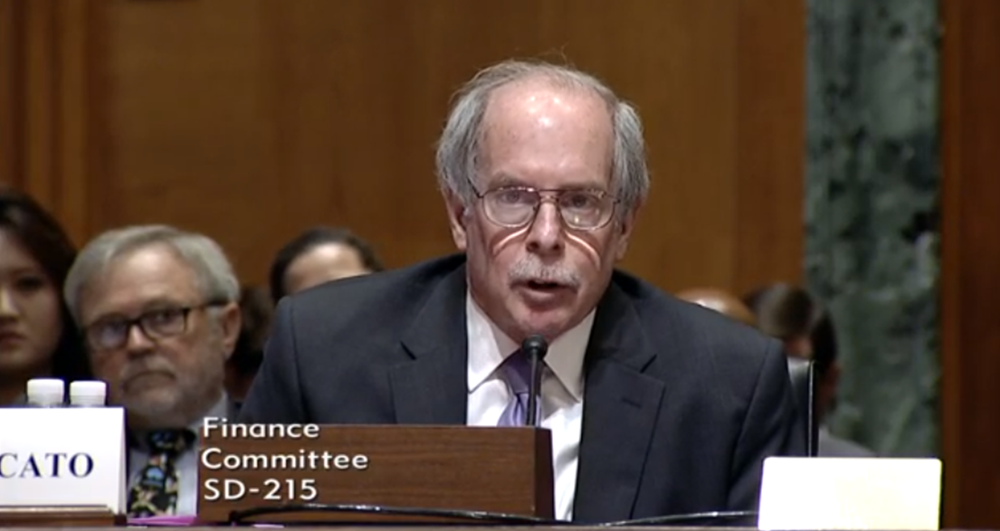 CATO
Finance
Committee
SD-215